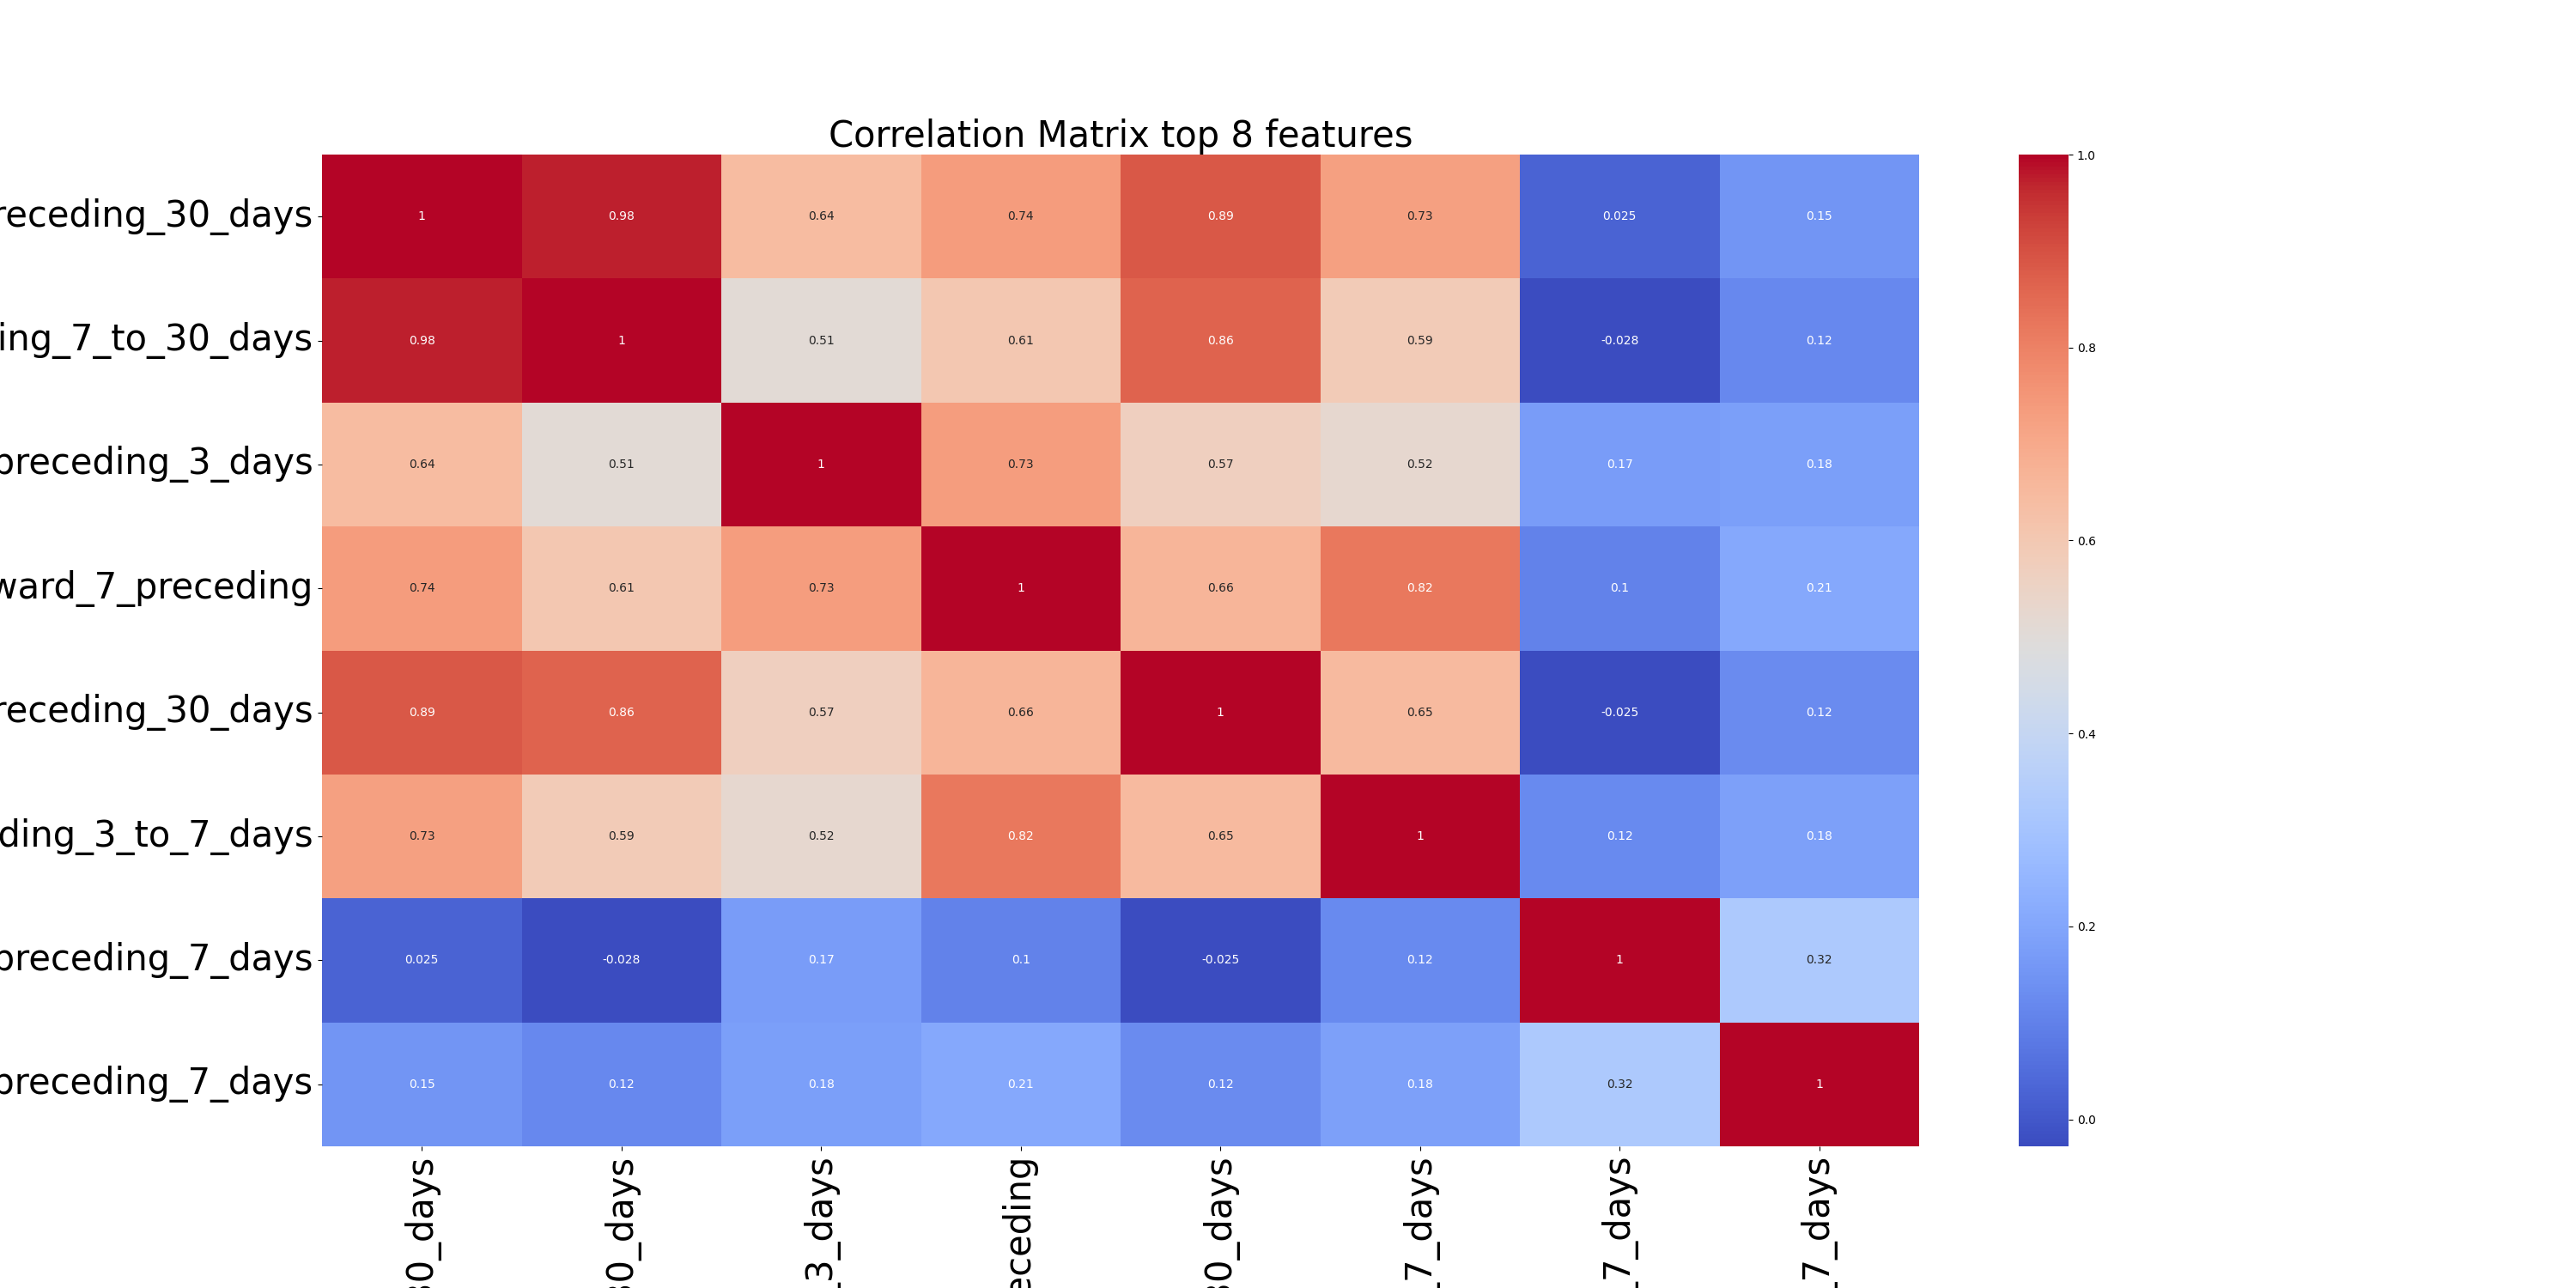 Correlation Matrix top 8 features
receding_30_days 1 0.98 0.64 0.74 0.89 0.73 0.025 0.15
ing_7_to_30_days 0.98 1 0.51 0.61 0.86 0.59 -0.028 0.12
preceding_3_days 0.64 0.51 1 0.73 0.57 0.52 0.17 0.18
ward_7_preceding 0.74 0.61 0.73 1 0.66 0.82 0.1 0.21
receding_30_days 0.89 0.86 0.57 0.66 1 0.65 -0.025 0.12
ding_3_to_7_days 0.73 0.59 0.52 0.82 0.65 1 0.12 0.18
preceding_7_days 0.025 -0.028 0.17 0.1 -0.025 0.12 1 0.32
preceding_7_days 0.15 0.12 0.18 0.21 0.12 0.18 0.32 1
30_days
30_days
_3_days
eceding
30_days
_7_days
_7_days
_7_days
1.0
0.8
0.6
0.4
0.2
0.0